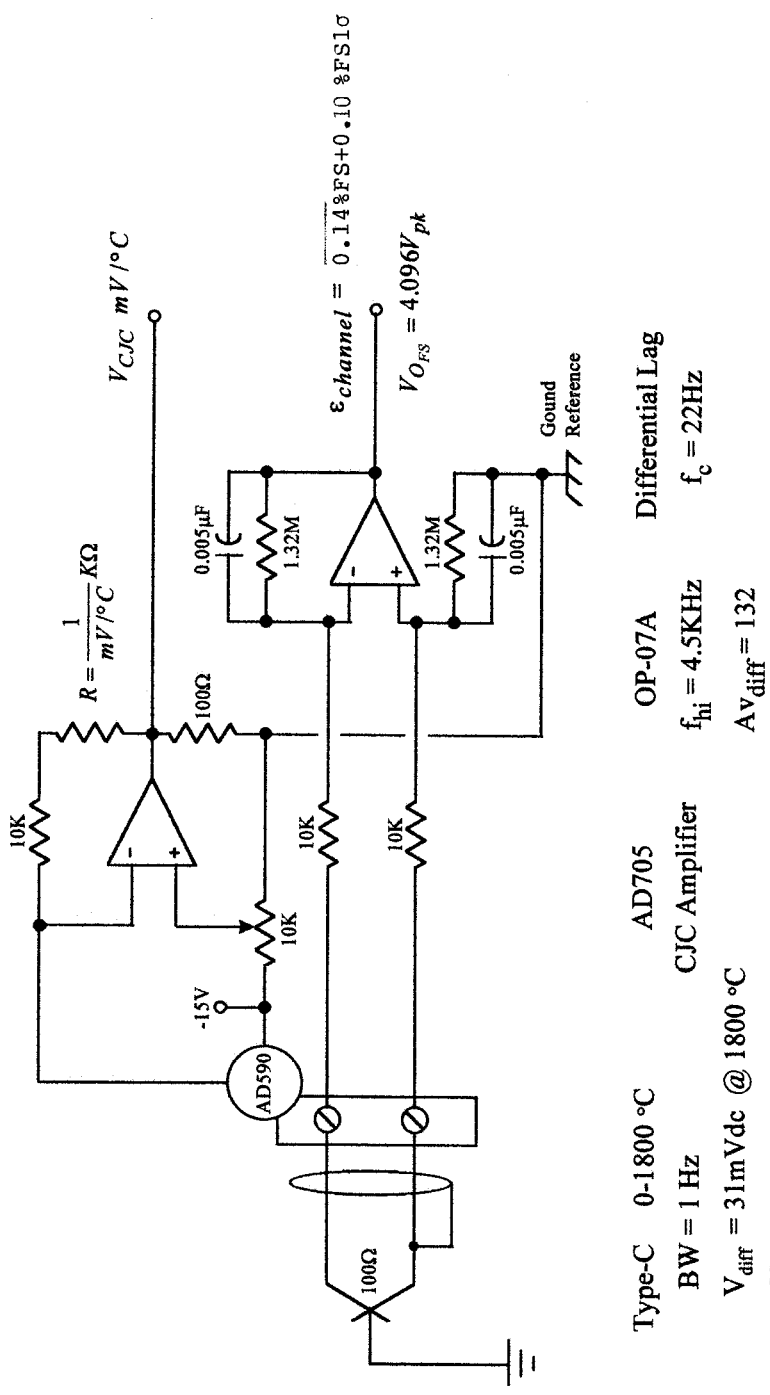 R = 1/mV/°C KΩ
V_CJC mV/°C
10K
100Ω
-
+
-15V
10K
AD590
0.005µF
1.32M
ε_channel = 0.14%FS+0.10 %FS1σ
V_O_FS = 4.096V_pk
10K
-
+
100Ω
10K
1.32M
0.005µF
Gound
Reference
Type-C 0-1800 °C
BW = 1 Hz
V_diff = 31mVdc @ 1800 °C
AD705
CJC Amplifier
OP-07A
f_hi = 4.5KHz
Av_diff = 132
Differential Lag
f_c = 22Hz